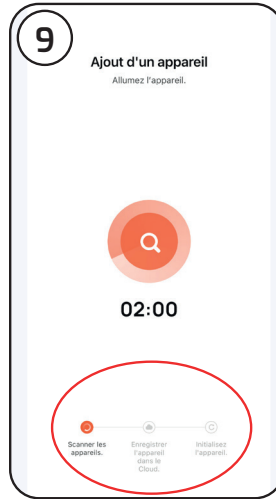 9
Ajout d'un appareil
Allumez l'appareil.
02:00
Scanner les
appareils.
Enregistrer
l'appareil
dans le
Cloud.
Initialisez
l'appareil.